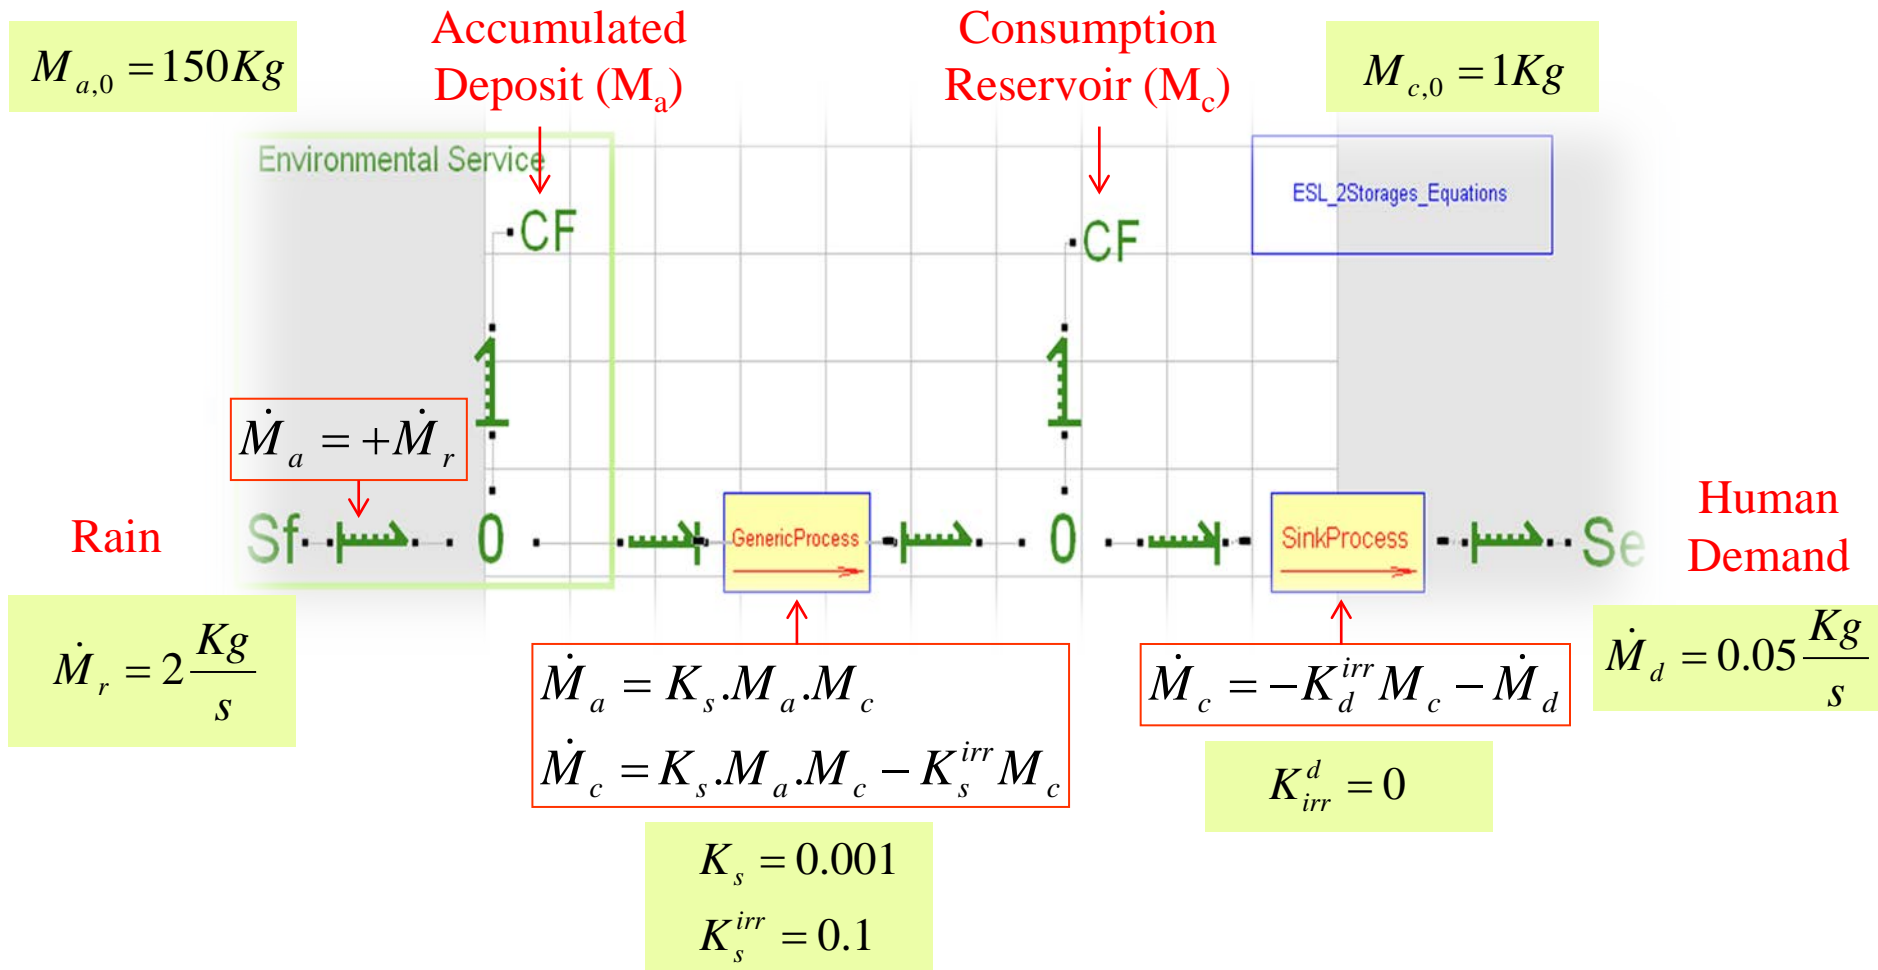 Accumulated
Deposit (Mₐ)
Consumption
Reservoir (M_c)
M_{a,0} = 150Kg
M_{c,0} = 1Kg
Environmental Service
ESL_2Storages_Equations
CF
CF
1
1
Ṁ_a = +Ṁ_r
Rain
Sf
0
GenericProcess
0
SinkProcess
Se
Human
Demand
Ṁ_r = 2 Kg/s
Ṁ_a = K_s.M_a.M_c
Ṁ_c = K_s.M_a.M_c − K_s^{irr} M_c
Ṁ_c = −K_d^{irr} M_c − Ṁ_d
Ṁ_d = 0.05 Kg/s
K_{irr}^d = 0
K_s = 0.001
K_s^{irr} = 0.1